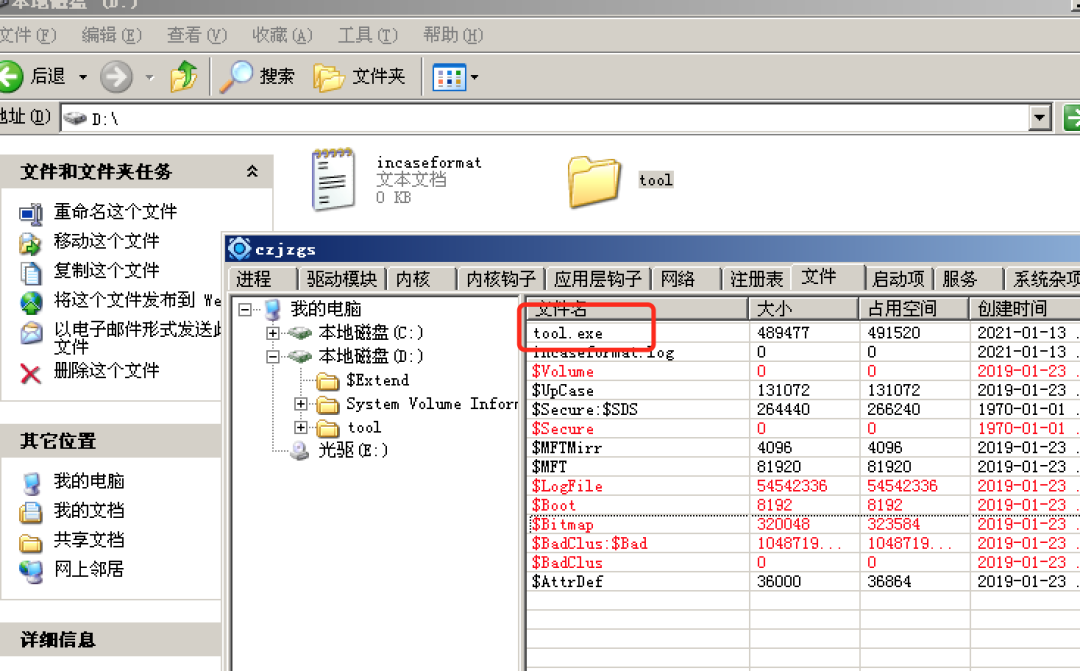 本地磁盘 (D:)
文件(F) 编辑(E) 查看(V) 收藏(A) 工具(T) 帮助(H)
后退 搜索 文件夹
地址(D) D:\
文件和文件夹任务
重命名这个文件
移动这个文件
复制这个文件
将这个文件发布到 We
以电子邮件形式发送此
文件
删除这个文件
其它位置
我的电脑
我的文档
共享文档
网上邻居
详细信息
incaseformat
文本文档
0 KB
tool
czjzgs
进程 驱动模块 内核 内核钩子 应用层钩子 网络 注册表 文件 启动项 服务 系统杂项
我的电脑
本地磁盘(C:)
本地磁盘(D:)
$Extend
System Volume Inform
tool
光驱(E:)
文件名 大小 占用空间 创建时间
tool.exe 489477 491520 2021-01-13 .
incaseformat.log 0 0 2021-01-13 .
$Volume 0 0 2019-01-23 .
$UpCase 131072 131072 2019-01-23 .
$Secure:$SDS 264440 266240 1970-01-01 .
$Secure 0 0 1970-01-01 .
$MFTMirr 4096 4096 2019-01-23 .
$MFT 81920 81920 2019-01-23 .
$LogFile 54542336 54542336 2019-01-23 .
$Boot 8192 8192 2019-01-23 .
$Bitmap 320048 323584 2019-01-23 .
$BadClus:$Bad 1048719... 1048719... 2019-01-23 .
$BadClus 0 0 2019-01-23 .
$AttrDef 36000 36864 2019-01-23 .